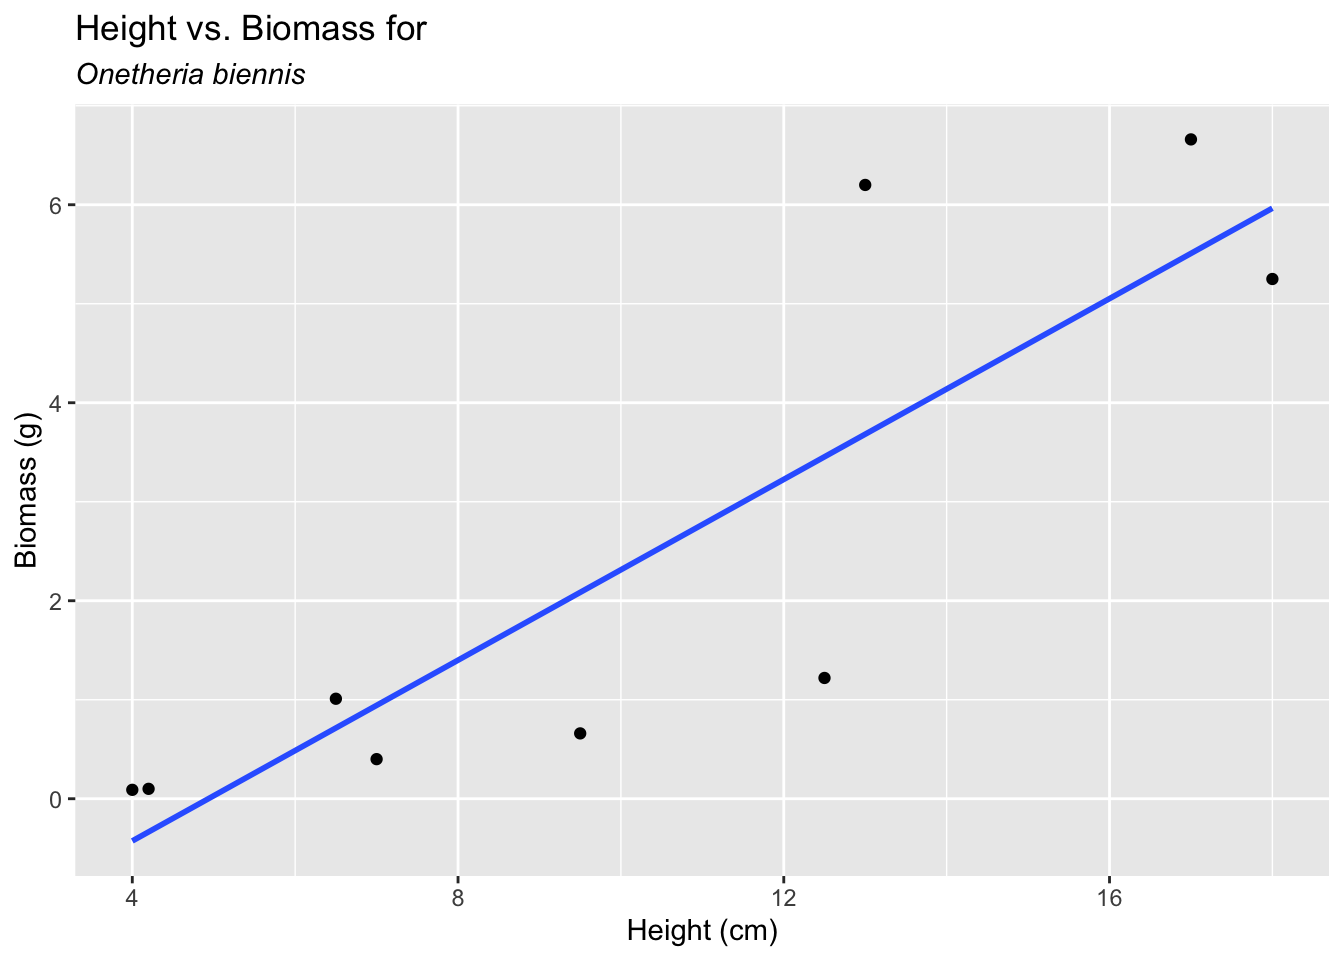 Height vs. Biomass for
Onetheria biennis
6
4
2
0
Biomass (g)
4 8 12 16
Height (cm)